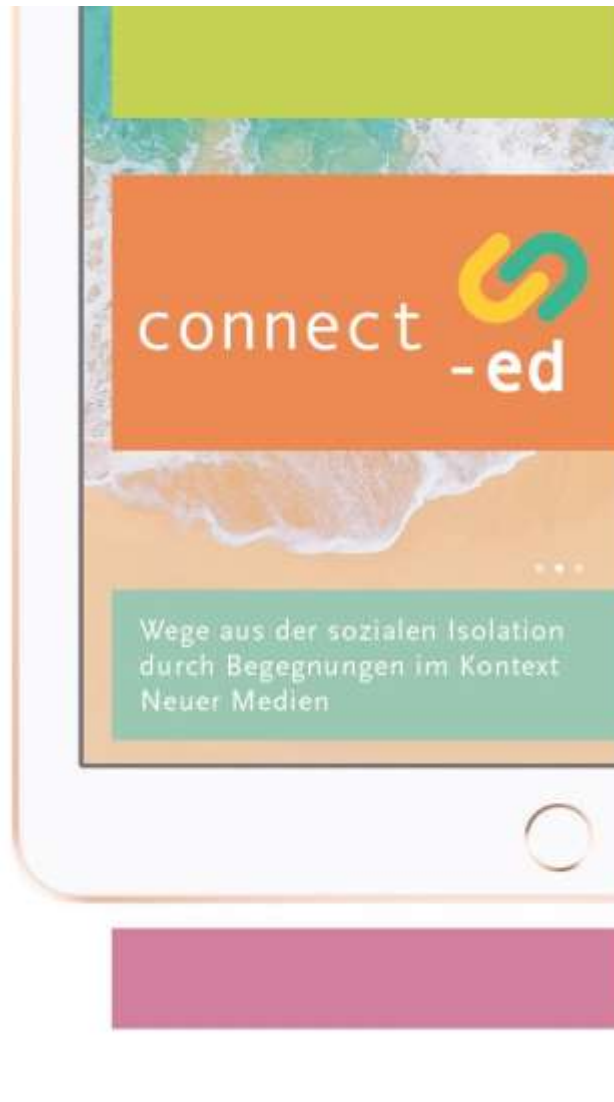 connect
-ed
Wege aus der sozialen Isolation
durch Begegnungen im Kontext
Neuer Medien